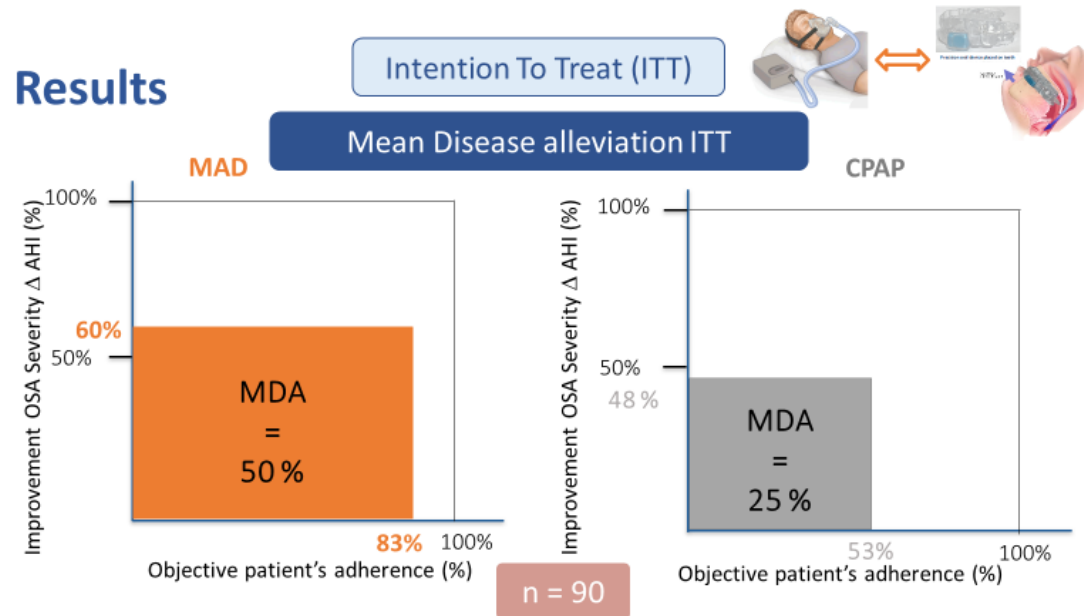 Intention To Treat (ITT)
Results
Mean Disease alleviation ITT
MAD
Improvement OSA Severity Δ AHI (%)
100%
60%
50%
MDA
=
50 %
83%
100%
Objective patient's adherence (%)
CPAP
Improvement OSA Severity Δ AHI (%)
100%
50%
48 %
MDA
=
25 %
53%
100%
Objective patient's adherence (%)
n = 90